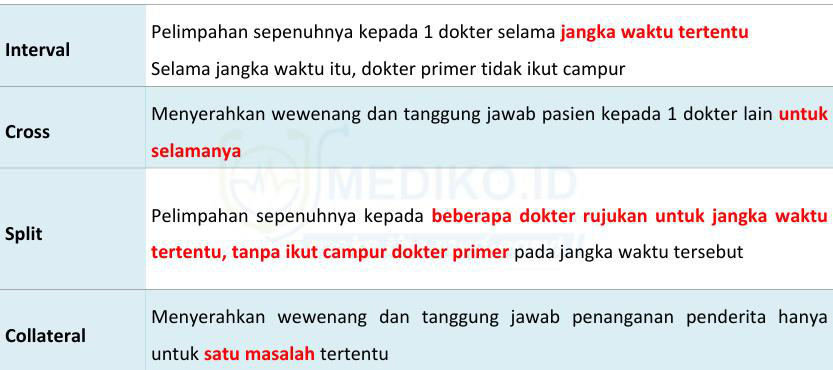 Interval
Pelimpahan sepenuhnya kepada 1 dokter selama jangka waktu tertentu
Selama jangka waktu itu, dokter primer tidak ikut campur
Cross
Menyerahkan wewenang dan tanggung jawab pasien kepada 1 dokter lain untuk
selamanya
MEDIKO.ID
Split
Pelimpahan sepenuhnya kepada beberapa dokter rujukan untuk jangka waktu
tertentu, tanpa ikut campur dokter primer pada jangka waktu tersebut
Collateral
Menyerahkan wewenang dan tanggung jawab penanganan penderita hanya
untuk satu masalah tertentu